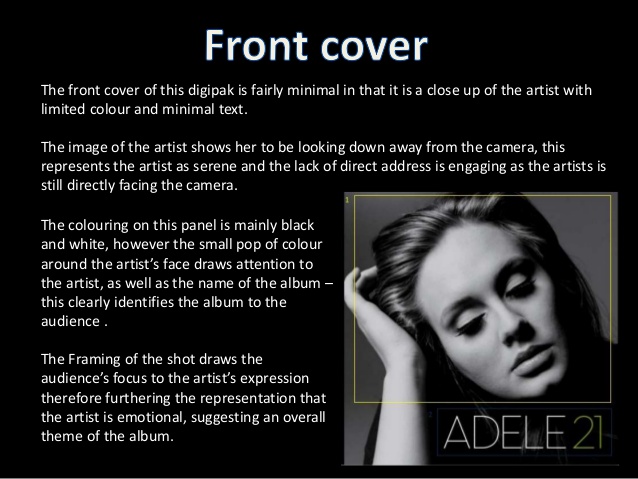 Front cover
The front cover of this digipak is fairly minimal in that it is a close up of the artist with
limited colour and minimal text.
The image of the artist shows her to be looking down away from the camera, this
represents the artist as serene and the lack of direct address is engaging as the artists is
still directly facing the camera.
The colouring on this panel is mainly black
and white, however the small pop of colour
around the artist's face draws attention to
the artist, as well as the name of the album –
this clearly identifies the album to the
audience .
The Framing of the shot draws the
audience's focus to the artist's expression
therefore furthering the representation that
the artist is emotional, suggesting an overall
theme of the album.
1
ADELE 21